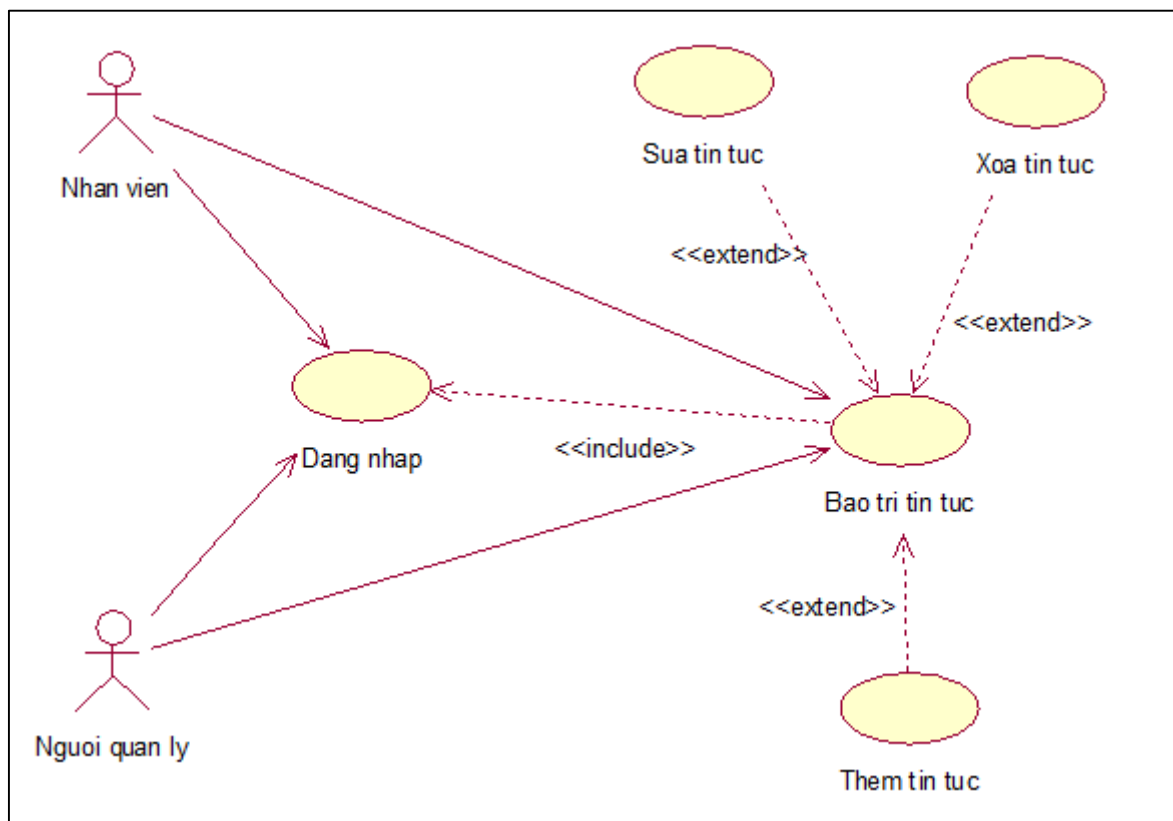 Sua tin tuc
Xoa tin tuc
Nhan vien
<<extend>>
<<extend>>
Dang nhap
<<include>>
Bao tri tin tuc
<<extend>>
Nguoi quan ly
Them tin tuc